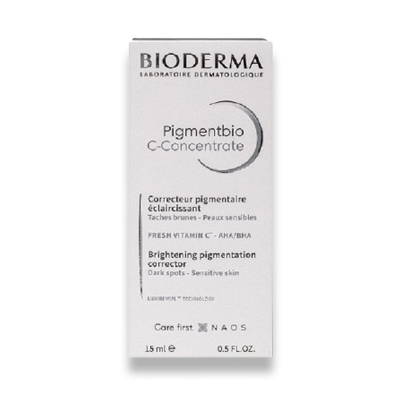 BIODERMA
LABORATOIRE DERMATOLOGIQUE
Pigmentbio
C-Concentrate
Correcteur pigmentaire
éclaircissant
Taches brunes - Peaux sensibles
FRESH VITAMIN C* - AHA/BHA
Brightening pigmentation
corrector
Dark spots - Sensitive skin
LUMIREVEAL™ TECHNOLOGY
Care first. NAOS
15 ml ℮ 0.5 FL.OZ.